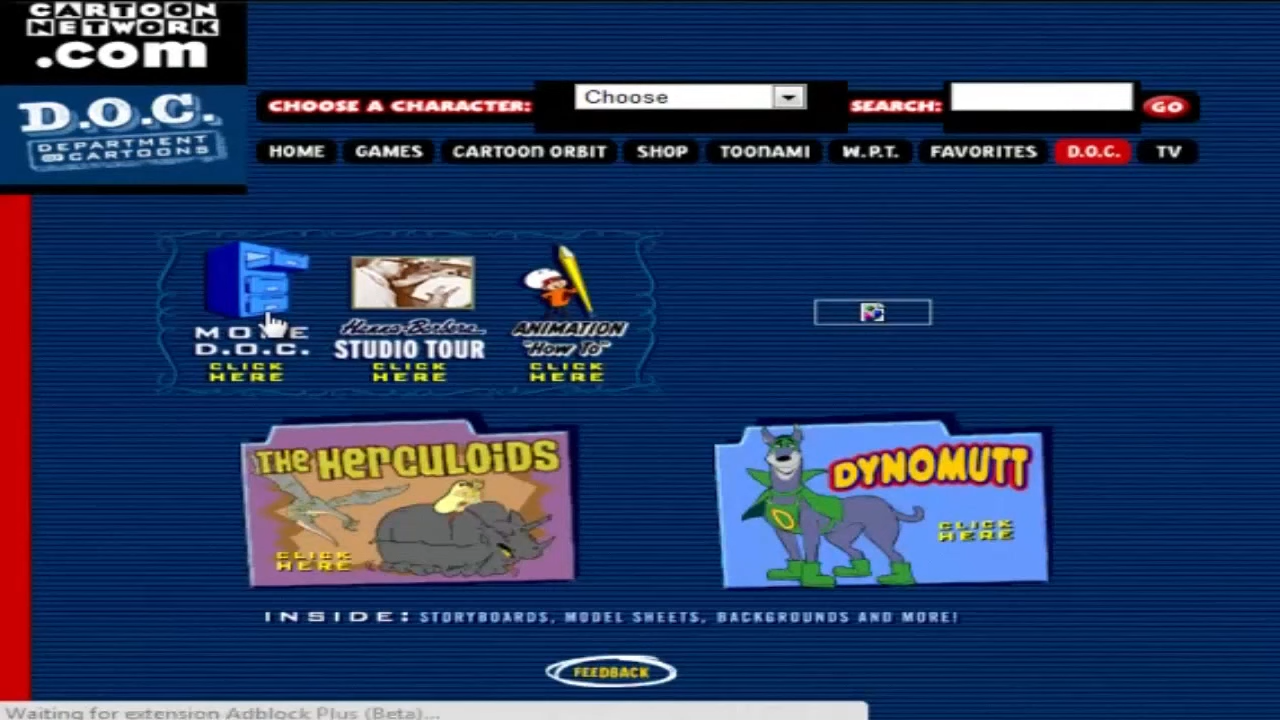 CARTOON
NETWORK
.com
D.O.C.
DEPARTMENT
OF CARTOONS
CHOOSE A CHARACTER:
Choose
SEARCH:
GO
HOME
GAMES
CARTOON ORBIT
SHOP
TOONAMI
W.P.T.
FAVORITES
D.O.C.
TV
MORE
D.O.C.
CLICK
HERE
Hanna-Barbera
STUDIO TOUR
CLICK
HERE
ANIMATION
"How To"
CLICK
HERE
THE HERCULOIDS
CLICK
HERE
DYNOMUTT
CLICK
HERE
INSIDE: STORYBOARDS, MODEL SHEETS, BACKGROUNDS AND MORE!
FEEDBACK
Waiting for extension Adblock Plus (Beta)...